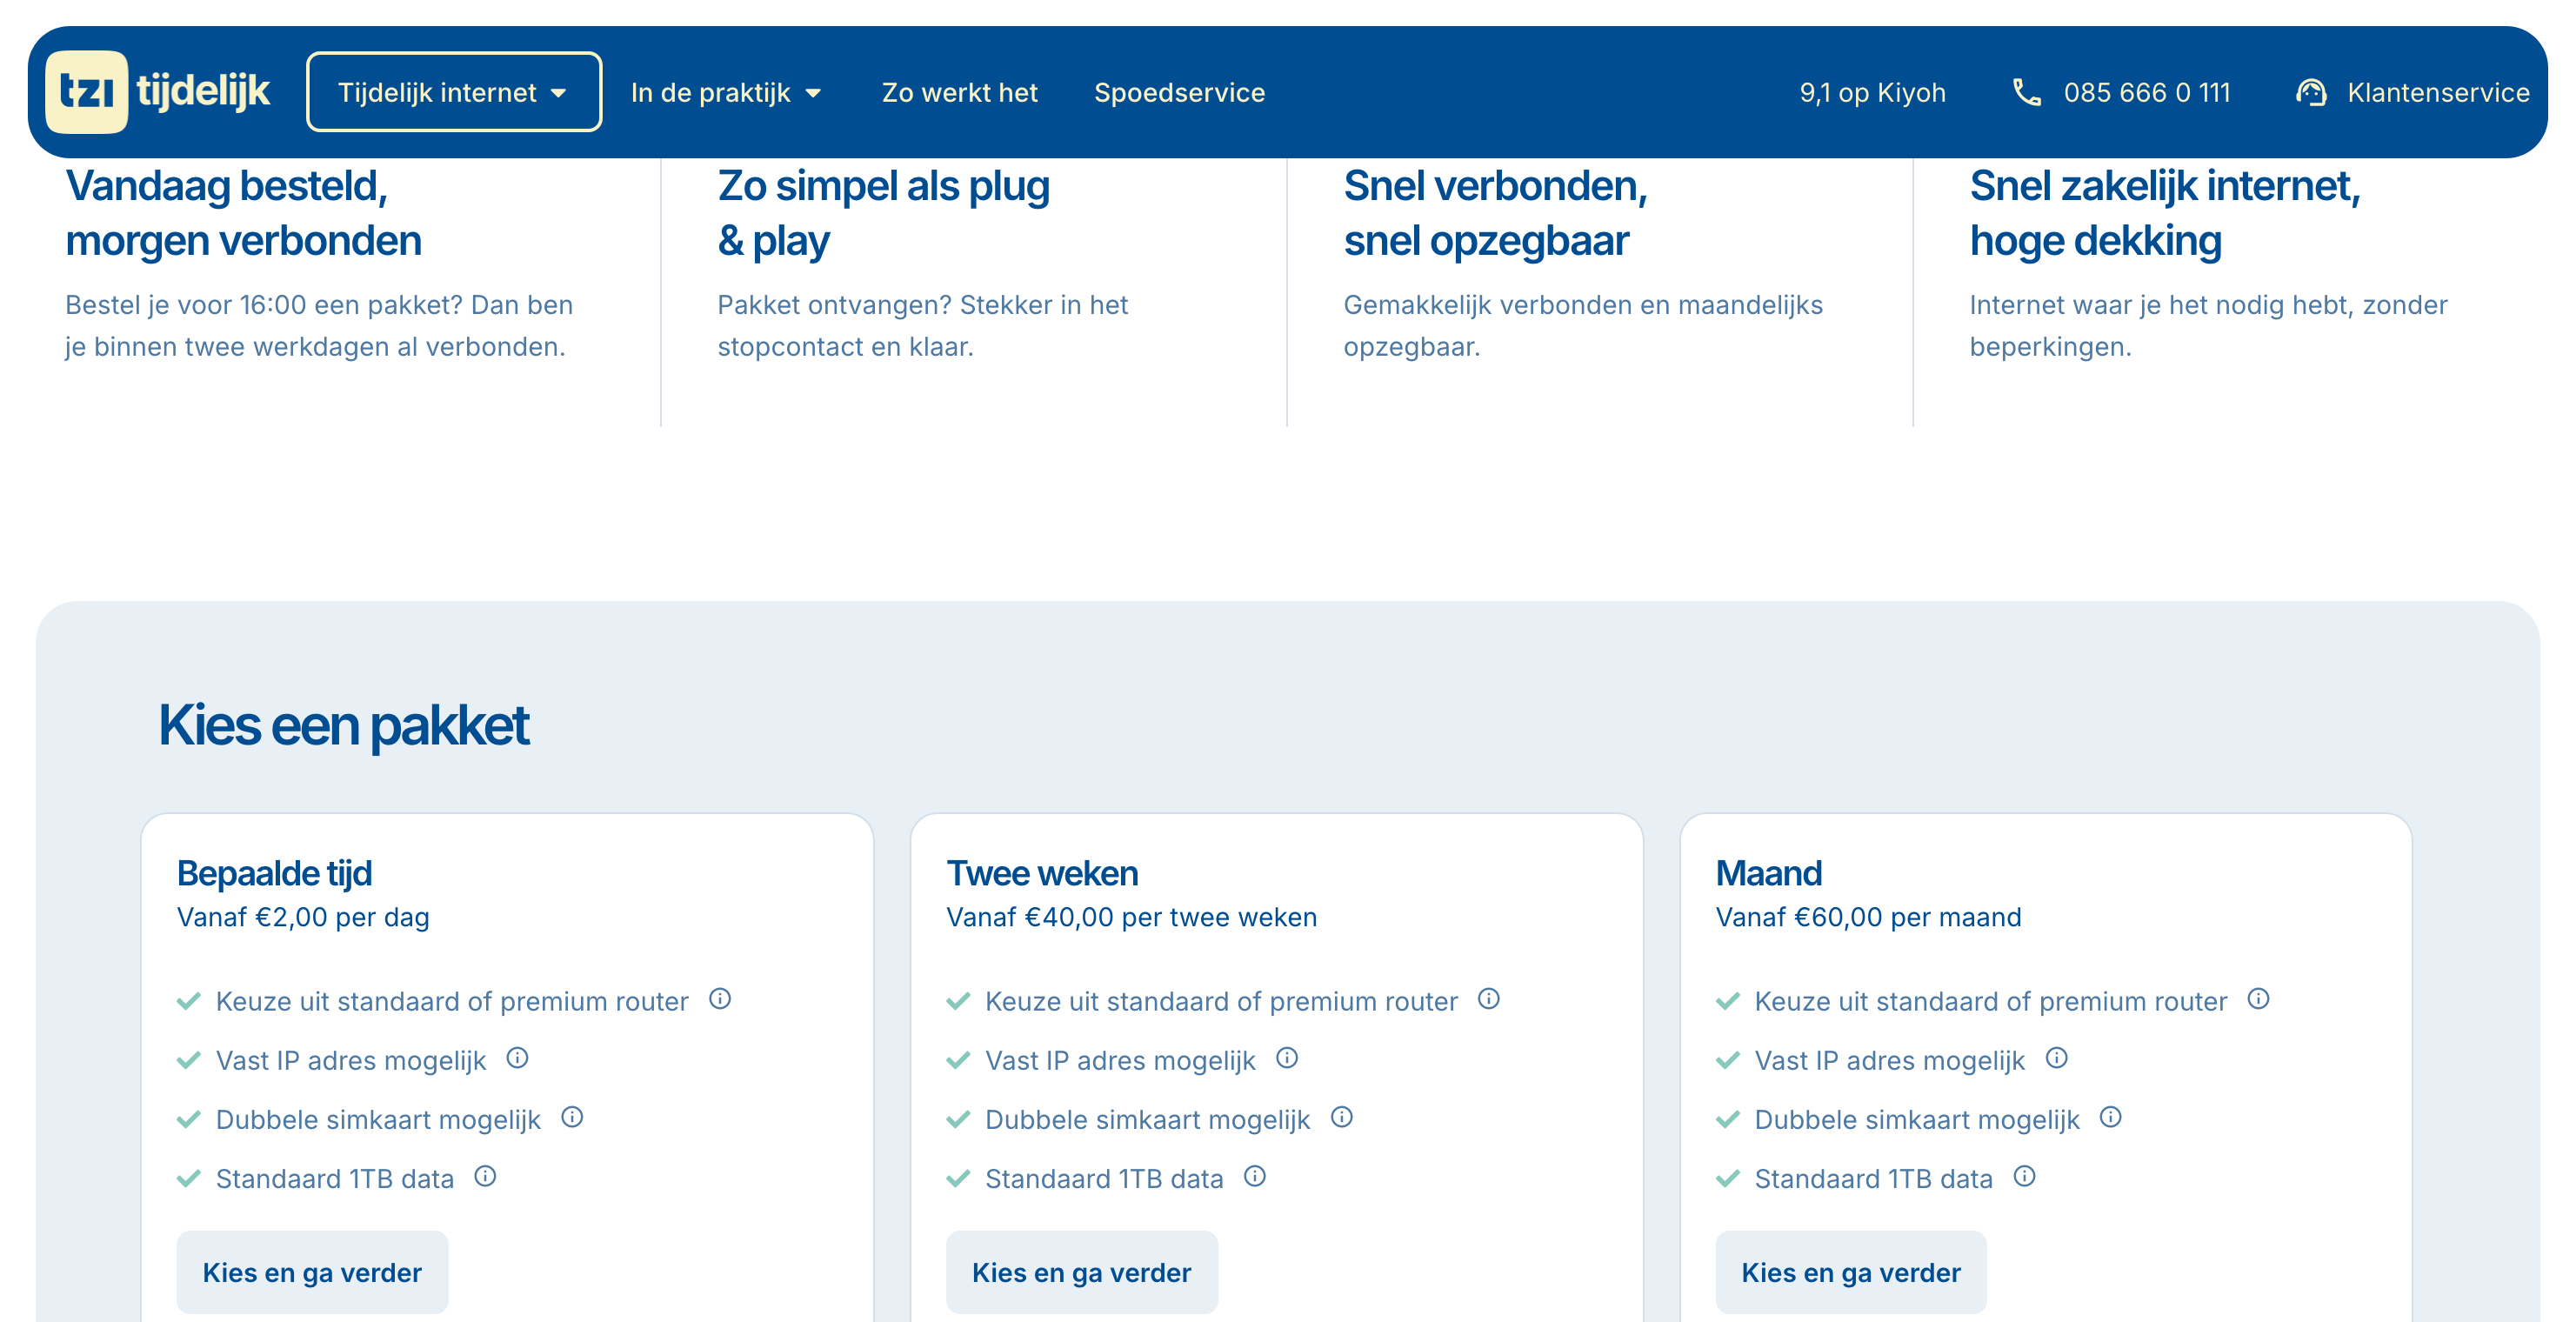 tzı tijdelijk
Tijdelijk internet
In de praktijk
Zo werkt het
Spoedservice
9,1 op Kiyoh
085 666 0 111
Klantenservice
Vandaag besteld,
morgen verbonden
Bestel je voor 16:00 een pakket? Dan ben
je binnen twee werkdagen al verbonden.
Zo simpel als plug
& play
Pakket ontvangen? Stekker in het
stopcontact en klaar.
Snel verbonden,
snel opzegbaar
Gemakkelijk verbonden en maandelijks
opzegbaar.
Snel zakelijk internet,
hoge dekking
Internet waar je het nodig hebt, zonder
beperkingen.
Kies een pakket
Bepaalde tijd
Vanaf €2,00 per dag
Keuze uit standaard of premium router
Vast IP adres mogelijk
Dubbele simkaart mogelijk
Standaard 1TB data
Kies en ga verder
Twee weken
Vanaf €40,00 per twee weken
Keuze uit standaard of premium router
Vast IP adres mogelijk
Dubbele simkaart mogelijk
Standaard 1TB data
Kies en ga verder
Maand
Vanaf €60,00 per maand
Keuze uit standaard of premium router
Vast IP adres mogelijk
Dubbele simkaart mogelijk
Standaard 1TB data
Kies en ga verder